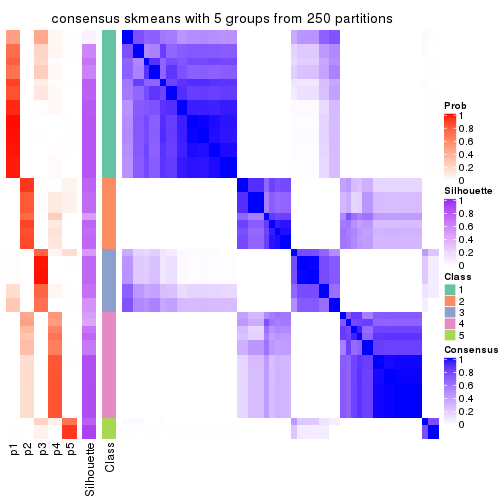 consensus skmeans with 5 groups from 250 partitions
Prob
1
0.8
0.6
0.4
0.2
0
Silhouette
1
0.8
0.6
0.4
0.2
0
Class
1
2
3
4
5
Consensus
1
0.8
0.6
0.4
0.2
0
p1
p2
p3
p4
p5
Silhouette
Class